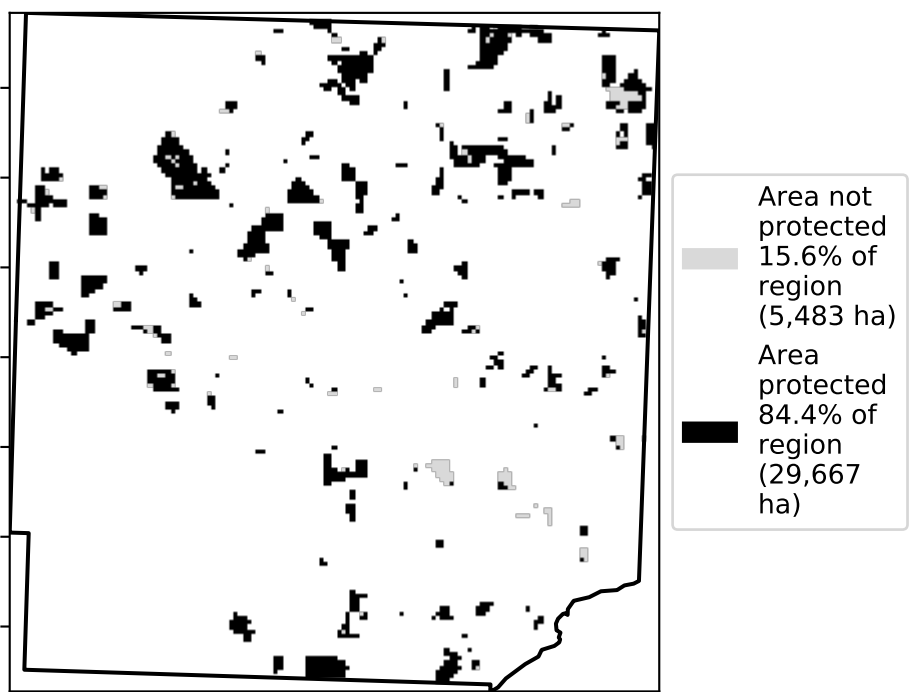 Area not
protected
15.6% of
region
(5,483 ha)
Area
protected
84.4% of
region
(29,667
ha)